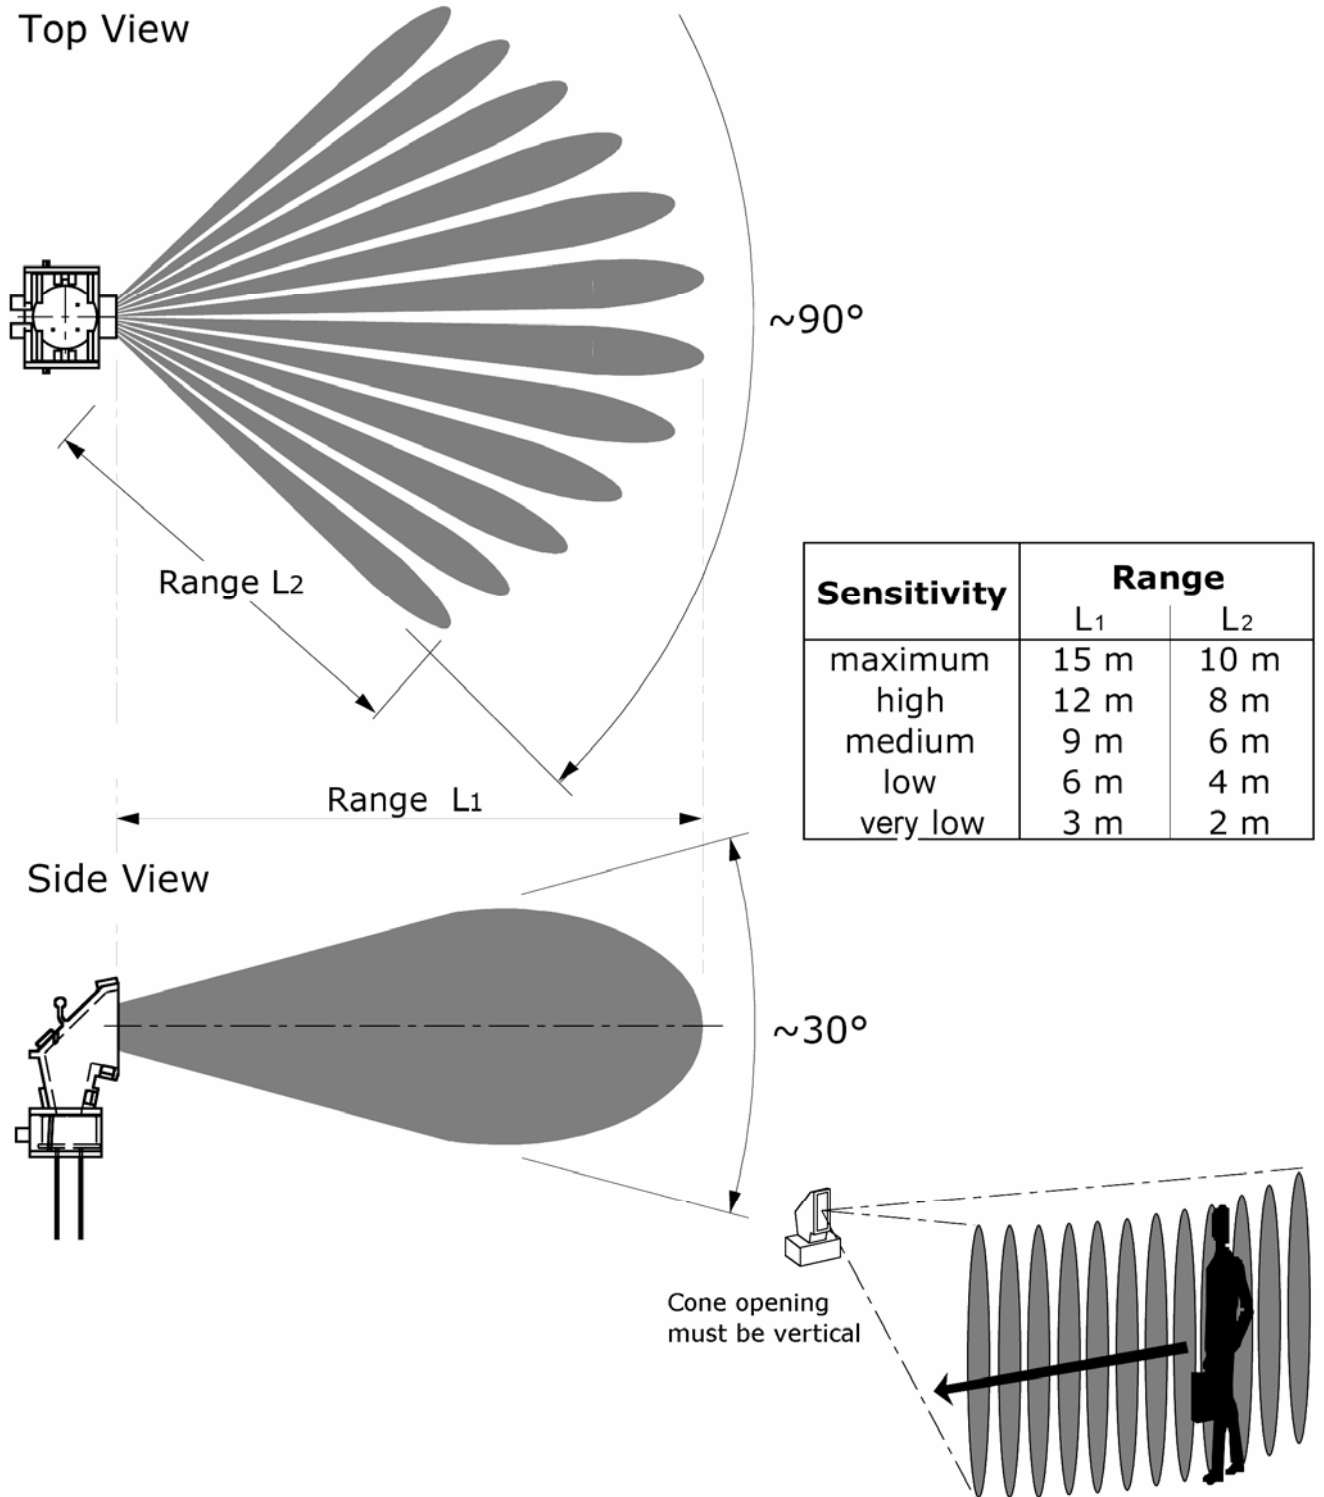 Top View
~90°
Range L2
Sensitivity Range
L1 L2
maximum 15 m 10 m
high 12 m 8 m
medium 9 m 6 m
low 6 m 4 m
very low 3 m 2 m
Range L1
Side View
~30°
Cone opening
must be vertical